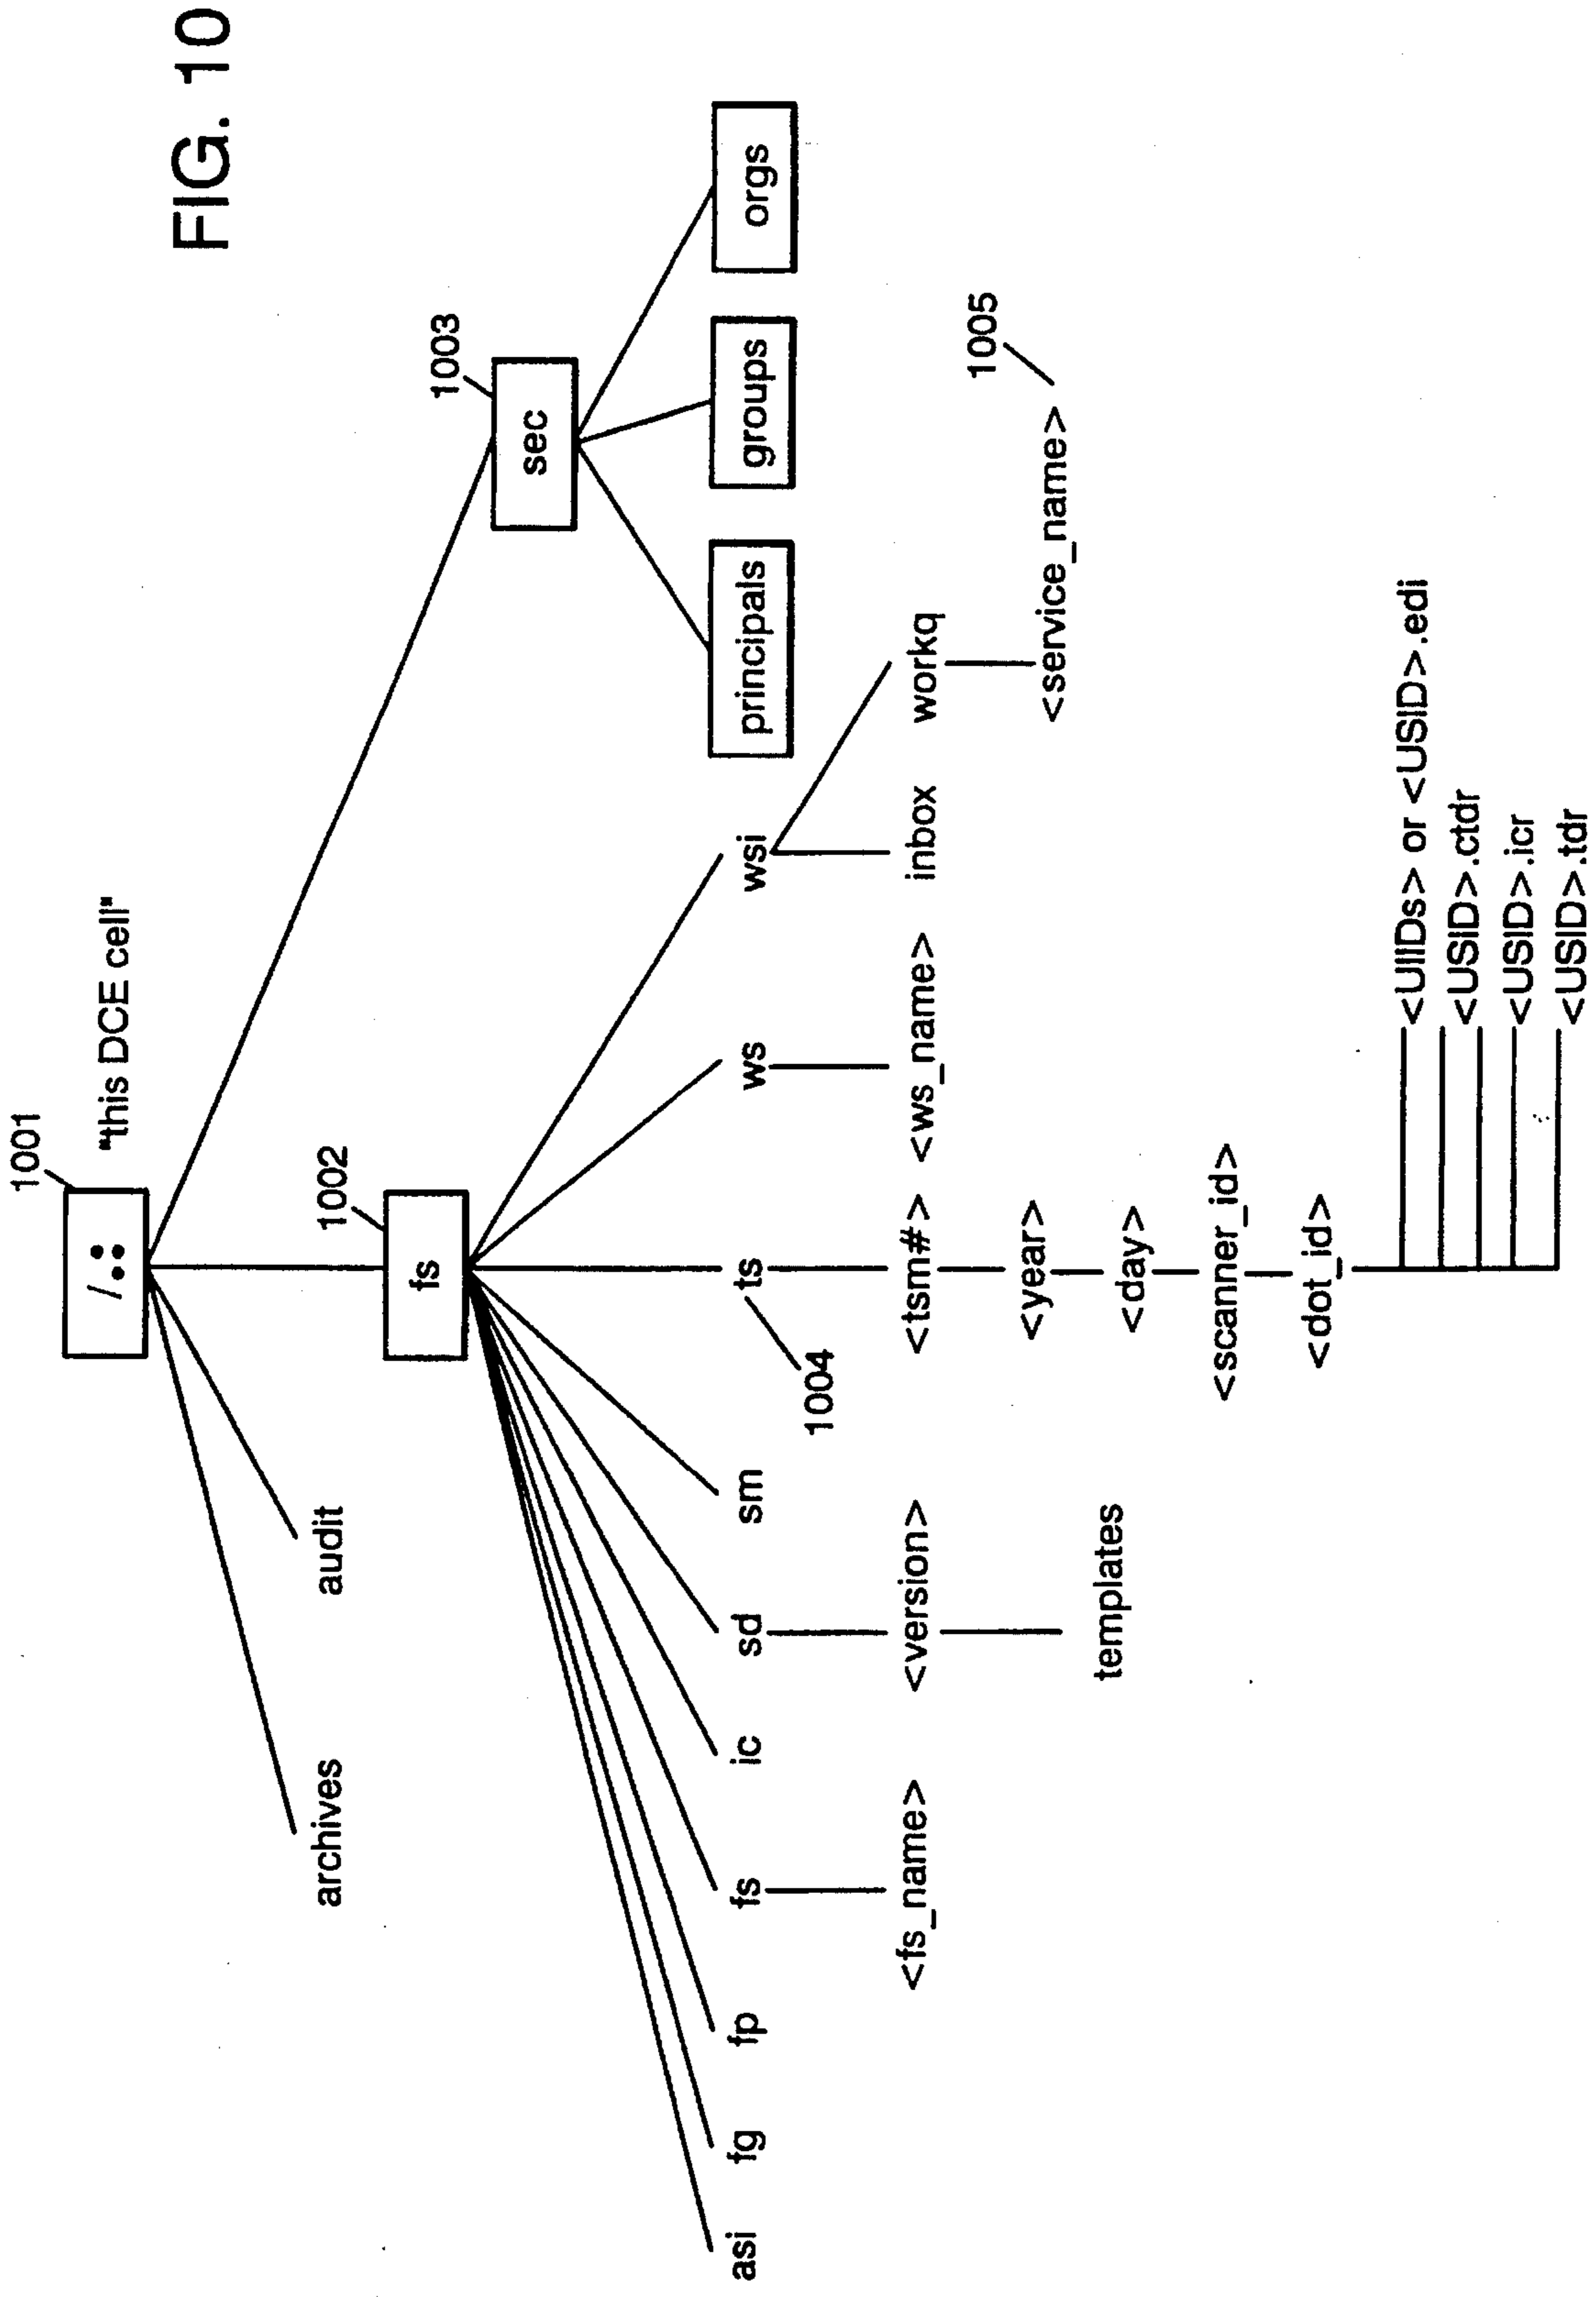 FIG. 10
1001
"this DCE cell"
/.:
archives
audit
1002
fs
1003
sec
principals
groups
orgs
asi
fg
fp
fs
ic
sd
sm
ts
ws
wsi
1004
<fs_name>
<version>
<tsm#>
<ws_name>
inbox
workq
1005
<year>
<service_name>
templates
<day>
<scanner_id>
<dot_id>
<UIIDs> or <USID>.edi
<USID>.ctdr
<USID>.icr
<USID>.tdr